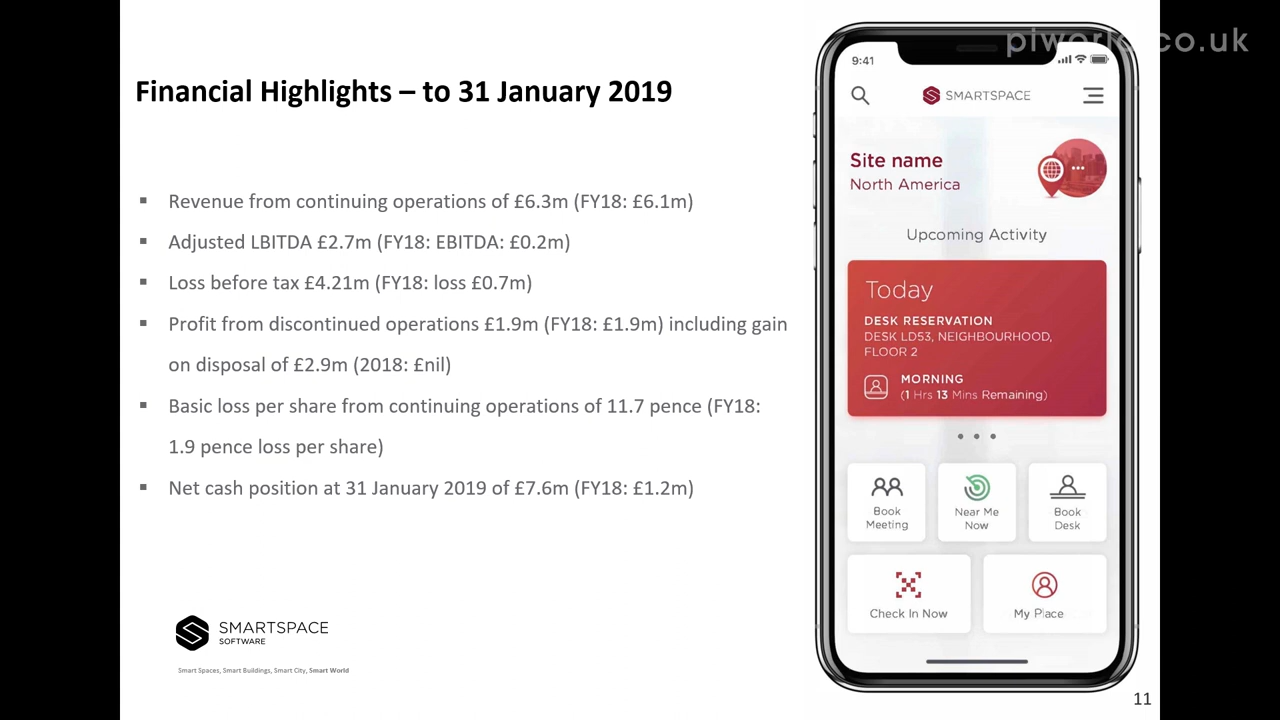 piworld.co.uk
Financial Highlights – to 31 January 2019
▪ Revenue from continuing operations of £6.3m (FY18: £6.1m)
▪ Adjusted LBITDA £2.7m (FY18: EBITDA: £0.2m)
▪ Loss before tax £4.21m (FY18: loss £0.7m)
▪ Profit from discontinued operations £1.9m (FY18: £1.9m) including gain
on disposal of £2.9m (2018: £nil)
▪ Basic loss per share from continuing operations of 11.7 pence (FY18:
1.9 pence loss per share)
▪ Net cash position at 31 January 2019 of £7.6m (FY18: £1.2m)
SMARTSPACE
SOFTWARE
Smart Spaces, Smart Buildings, Smart City, Smart World
9:41
SMARTSPACE
Site name
North America
Upcoming Activity
Today
DESK RESERVATION
DESK LD53, NEIGHBOURHOOD,
FLOOR 2
MORNING
(1 Hrs 13 Mins Remaining)
Book
Meeting
Near Me
Now
Book
Desk
Check In Now
My Place
11